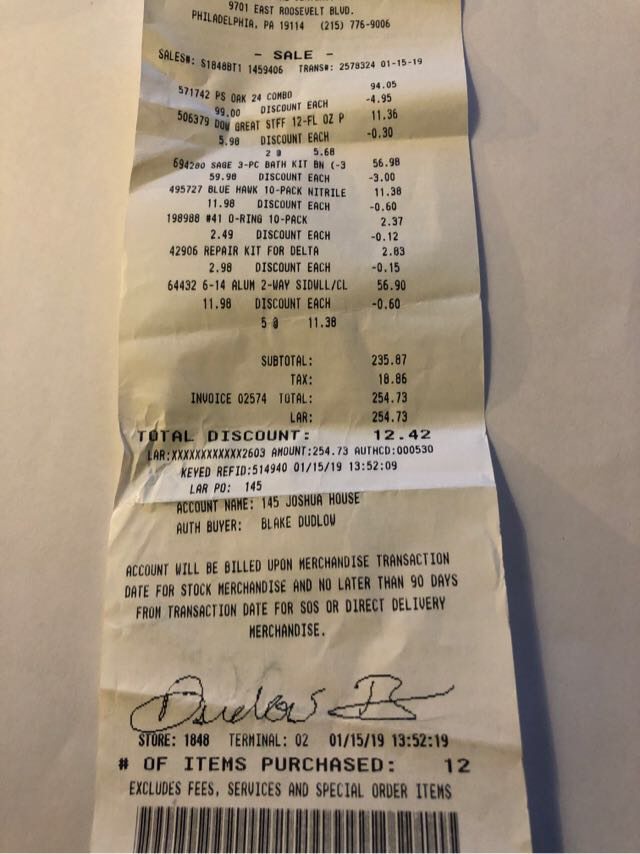 9701 EAST ROOSEVELT BLVD.
PHILADELPHIA, PA 19114 (215) 776-9006
- SALE -
SALES#: S1848BT1 1459406 TRANS#: 2578324 01-15-19
571742 PS OAK 24 COMBO 94.05
99.00 DISCOUNT EACH -4.95
506379 DOW GREAT STFF 12-FL OZ P 11.36
5.98 DISCOUNT EACH -0.30
2 @ 5.68
694280 SAGE 3-PC BATH KIT BN (-3 56.98
59.98 DISCOUNT EACH -3.00
495727 BLUE HAWK 10-PACK NITRILE 11.38
11.98 DISCOUNT EACH -0.60
198988 #41 O-RING 10-PACK 2.37
2.49 DISCOUNT EACH -0.12
42906 REPAIR KIT FOR DELTA 2.83
2.98 DISCOUNT EACH -0.15
64432 6-14 ALUM 2-WAY SIDWLL/CL 56.90
11.98 DISCOUNT EACH -0.60
5 @ 11.38
SUBTOTAL: 235.87
TAX: 18.86
INVOICE 02574 TOTAL: 254.73
LAR: 254.73
TOTAL DISCOUNT: 12.42
LAR:XXXXXXXXXXXX2603 AMOUNT:254.73 AUTHCD:000530
KEYED REFID:514940 01/15/19 13:52:09
LAR PO: 145
ACCOUNT NAME: 145 JOSHUA HOUSE
AUTH BUYER: BLAKE DUDLOW
ACCOUNT WILL BE BILLED UPON MERCHANDISE TRANSACTION
DATE FOR STOCK MERCHANDISE AND NO LATER THAN 90 DAYS
FROM TRANSACTION DATE FOR SOS OR DIRECT DELIVERY
MERCHANDISE.
STORE: 1848 TERMINAL: 02 01/15/19 13:52:19
# OF ITEMS PURCHASED: 12
EXCLUDES FEES, SERVICES AND SPECIAL ORDER ITEMS